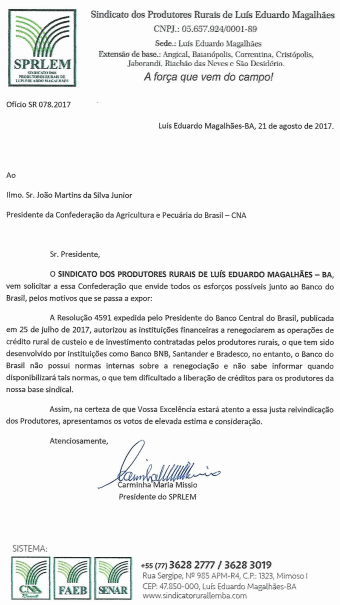 Sindicato dos Produtores Rurais de Luís Eduardo Magalhães
CNPJ.: 05.657.924/0001-89
Sede.: Luís Eduardo Magalhães
Extensão de base.: Angical, Baianópolis, Correntina, Cristópolis,
Jaborandi, Riachão das Neves e São Desidério.
A força que vem do campo!
SPRLEM
SINDICATO DOS
PRODUTORES RURAIS DE
LUIS EDUARDO MAGALHÃES
Ofício SR 078.2017
Luís Eduardo Magalhães-BA, 21 de agosto de 2017.
Ao
Ilmo. Sr. João Martins da Silva Junior
Presidente da Confederação da Agricultura e Pecuária do Brasil – CNA
Sr. Presidente,
O SINDICATO DOS PRODUTORES RURAIS DE LUIS EDUARDO MAGALHÃES – BA,
vem solicitar a essa Confederação que envide todos os esforços possíveis junto ao Banco do
Brasil, pelos motivos que se passa a expor:
A Resolução 4591 expedida pelo Presidente do Banco Central do Brasil, publicada
em 25 de julho de 2017, autorizou as instituições financeiras a renegociarem as operações de
crédito rural de custeio e de investimento contratadas pelos produtores rurais, o que tem sido
desenvolvido por instituições como Banco BNB, Santander e Bradesco, no entanto, o Banco do
Brasil não possui normas internas sobre a renegociação e não sabe informar quando
disponibilizará tais normas, o que tem dificultado a liberação de créditos para os produtores da
nossa base sindical.
Assim, na certeza de que Vossa Excelência estará atento a essa justa reivindicação
dos Produtores, apresentamos os votos de elevada estima e consideração.
Atenciosamente,
Carminha Maria Missio
Presidente do SPRLEM
SISTEMA:
CNA
FAEB
SENAR
+55 (77) 3628 2777 / 3628 3019
Rua Sergipe, Nº 985 APM-R4, C.P.: 1323, Mimoso I
CEP: 47.850-000, Luís Eduardo Magalhães-BA
www.sindicatorurallemba.com